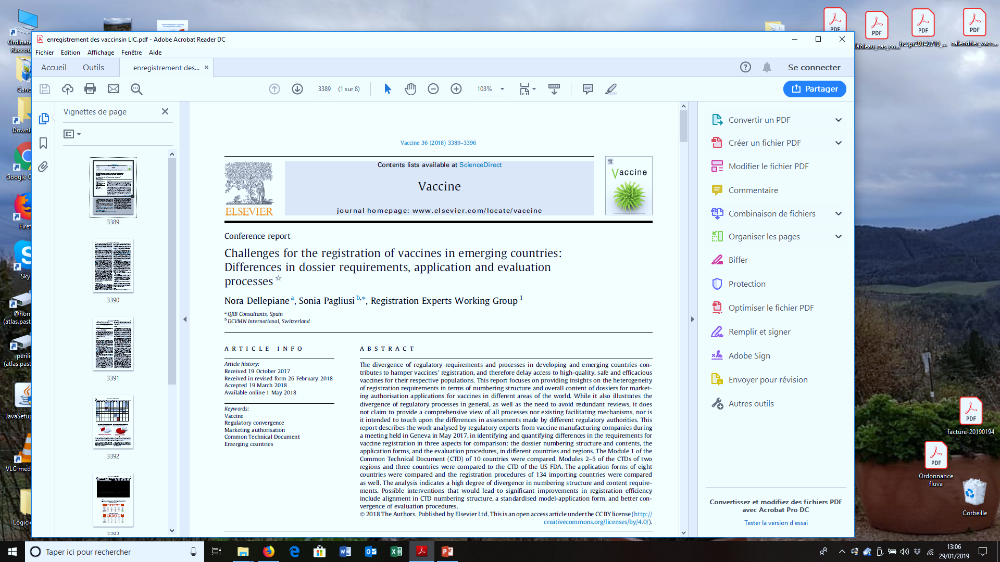 enregistrement des vaccinsin LIC.pdf - Adobe Acrobat Reader DC
Fichier Edition Affichage Fenêtre Aide
Accueil Outils enregistrement des...
Se connecter
3389 (1 sur 8)
103%
Partager
Vignettes de page
3389
3390
3391
3392
3393
Vaccine 36 (2018) 3389–3396
Contents lists available at ScienceDirect
Vaccine
journal homepage: www.elsevier.com/locate/vaccine
ELSEVIER
Vaccine
Conference report
Challenges for the registration of vaccines in emerging countries:
Differences in dossier requirements, application and evaluation
processes ☆
Nora Dellepiane a, Sonia Pagliusi b,*, Registration Experts Working Group 1
a QRB Consultants, Spain
b DCVMN International, Switzerland
ARTICLE INFO
Article history:
Received 19 October 2017
Received in revised form 26 February 2018
Accepted 19 March 2018
Available online 1 May 2018
Keywords:
Vaccine
Regulatory convergence
Marketing authorisation
Common Technical Document
Emerging countries
ABSTRACT
The divergence of regulatory requirements and processes in developing and emerging countries con-
tributes to hamper vaccines' registration, and therefore delay access to high-quality, safe and efficacious
vaccines for their respective populations. This report focuses on providing insights on the heterogeneity
of registration requirements in terms of numbering structure and overall content of dossiers for market-
ing authorisation applications for vaccines in different areas of the world. While it also illustrates the
divergence of regulatory processes in general, as well as the need to avoid redundant reviews, it does
not claim to provide a comprehensive view of all processes nor existing facilitating mechanisms, nor is
it intended to touch upon the differences in assessments made by different regulatory authorities. This
report describes the work analysed by regulatory experts from vaccine manufacturing companies during
a meeting held in Geneva in May 2017, in identifying and quantifying differences in the requirements for
vaccine registration in three aspects for comparison: the dossier numbering structure and contents, the
application forms, and the evaluation procedures, in different countries and regions. The Module 1 of the
Common Technical Document (CTD) of 10 countries were compared. Modules 2–5 of the CTDs of two
regions and three countries were compared to the CTD of the US FDA. The application forms of eight
countries were compared and the registration procedures of 134 importing countries were compared
as well. The analysis indicates a high degree of divergence in numbering structure and content require-
ments. Possible interventions that would lead to significant improvements in registration efficiency
include alignment in CTD numbering structure, a standardised model-application form, and better con-
vergence of evaluation procedures.
© 2018 The Authors. Published by Elsevier Ltd. This is an open access article under the CC BY license (http://
creativecommons.org/licenses/by/4.0/).
Convertir un PDF
Créer un fichier PDF
Modifier le fichier PDF
Commentaire
Combinaison de fichiers
Organiser les pages
Biffer
Protection
Optimiser le fichier PDF
Remplir et signer
Adobe Sign
Envoyer pour révision
Autres outils
Convertissez et modifiez des fichiers PDF
avec Acrobat Pro DC
Tester la version d'essai
Ordinate
Raccou
Cano
Downl
Google C
Firef
Sky
@hom
(atlas.past
perili
(atlas.past
JavaSetup
VLC med
Logicie
PDF
PDF
Tableau_cas_co...
PDF
hcspr20140710_...
PDF
calendrier_vacc...
PDF
facture-20190194
PDF
Ordonnance
fluva
Corbeille
Taper ici pour rechercher
13:06
29/01/2019